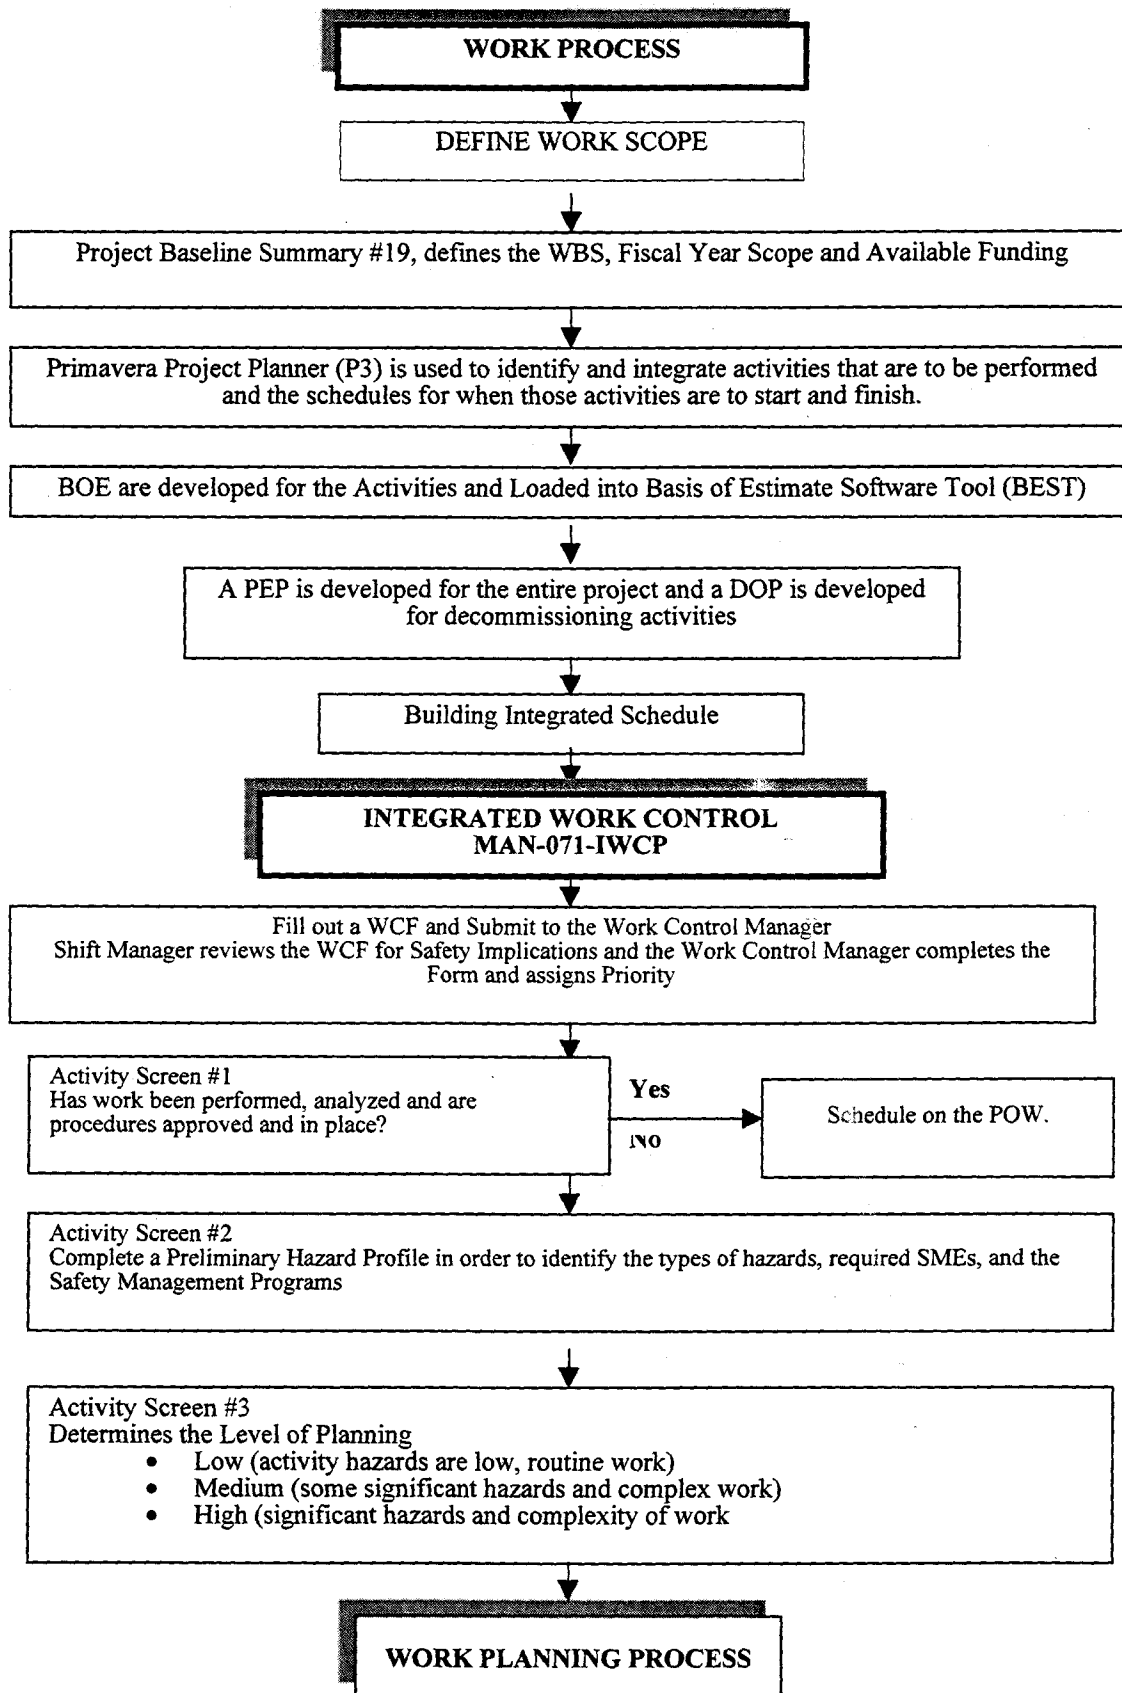 WORK PROCESS
DEFINE WORK SCOPE
Project Baseline Summary #19, defines the WBS, Fiscal Year Scope and Available Funding
Primavera Project Planner (P3) is used to identify and integrate activities that are to be performed
and the schedules for when those activities are to start and finish.
BOE are developed for the Activities and Loaded into Basis of Estimate Software Tool (BEST)
A PEP is developed for the entire project and a DOP is developed
for decommissioning activities
Building Integrated Schedule
INTEGRATED WORK CONTROL
MAN-071-IWCP
Fill out a WCF and Submit to the Work Control Manager
Shift Manager reviews the WCF for Safety Implications and the Work Control Manager completes the
Form and assigns Priority
Activity Screen #1
Has work been performed, analyzed and are
procedures approved and in place?
Yes
No
Schedule on the POW.
Activity Screen #2
Complete a Preliminary Hazard Profile in order to identify the types of hazards, required SMEs, and the
Safety Management Programs
Activity Screen #3
Determines the Level of Planning
• Low (activity hazards are low, routine work)
• Medium (some significant hazards and complex work)
• High (significant hazards and complexity of work
WORK PLANNING PROCESS